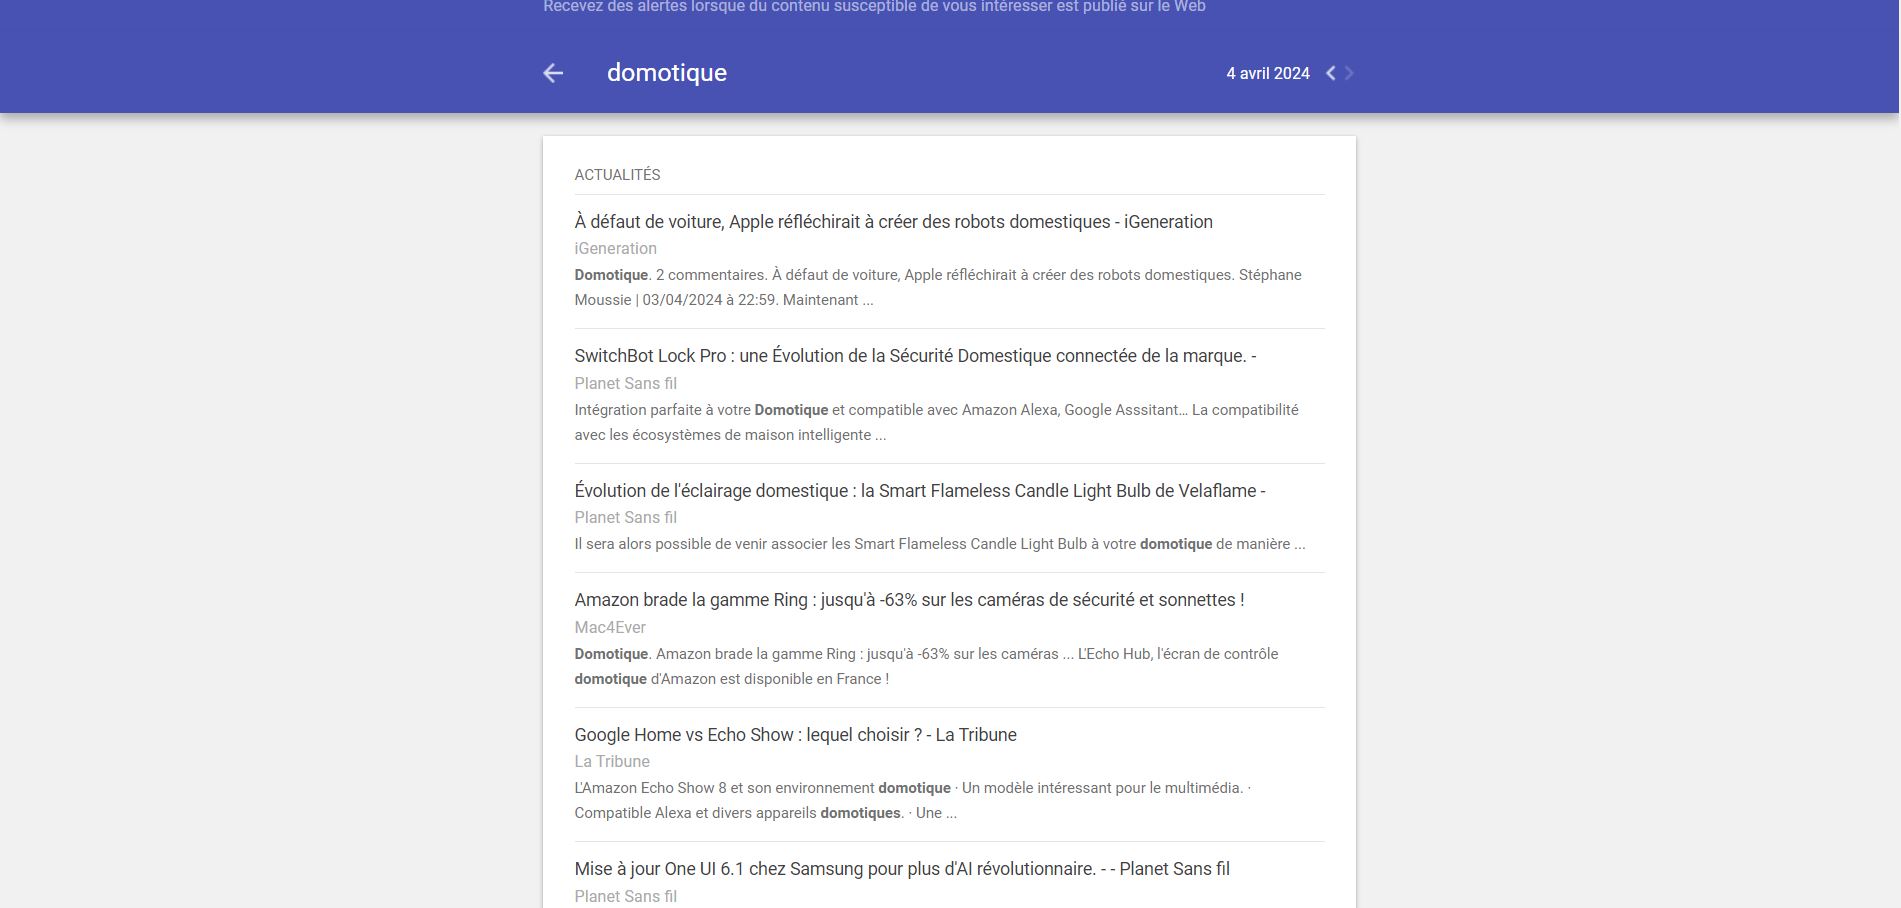 Recevez des alertes lorsque du contenu susceptible de vous intéresser est publié sur le Web
domotique
4 avril 2024
ACTUALITÉS
À défaut de voiture, Apple réfléchirait à créer des robots domestiques - iGeneration
iGeneration
Domotique. 2 commentaires. À défaut de voiture, Apple réfléchirait à créer des robots domestiques. Stéphane
Moussie | 03/04/2024 à 22:59. Maintenant ...
SwitchBot Lock Pro : une Évolution de la Sécurité Domestique connectée de la marque. -
Planet Sans fil
Intégration parfaite à votre Domotique et compatible avec Amazon Alexa, Google Asssitant… La compatibilité
avec les écosystèmes de maison intelligente ...
Évolution de l'éclairage domestique : la Smart Flameless Candle Light Bulb de Velaflame -
Planet Sans fil
Il sera alors possible de venir associer les Smart Flameless Candle Light Bulb à votre domotique de manière ...
Amazon brade la gamme Ring : jusqu'à -63% sur les caméras de sécurité et sonnettes !
Mac4Ever
Domotique. Amazon brade la gamme Ring : jusqu'à -63% sur les caméras ... L'Echo Hub, l'écran de contrôle
domotique d'Amazon est disponible en France !
Google Home vs Echo Show : lequel choisir ? - La Tribune
La Tribune
L'Amazon Echo Show 8 et son environnement domotique · Un modèle intéressant pour le multimédia. ·
Compatible Alexa et divers appareils domotiques. · Une ...
Mise à jour One UI 6.1 chez Samsung pour plus d'AI révolutionnaire. - - Planet Sans fil
Planet Sans fil